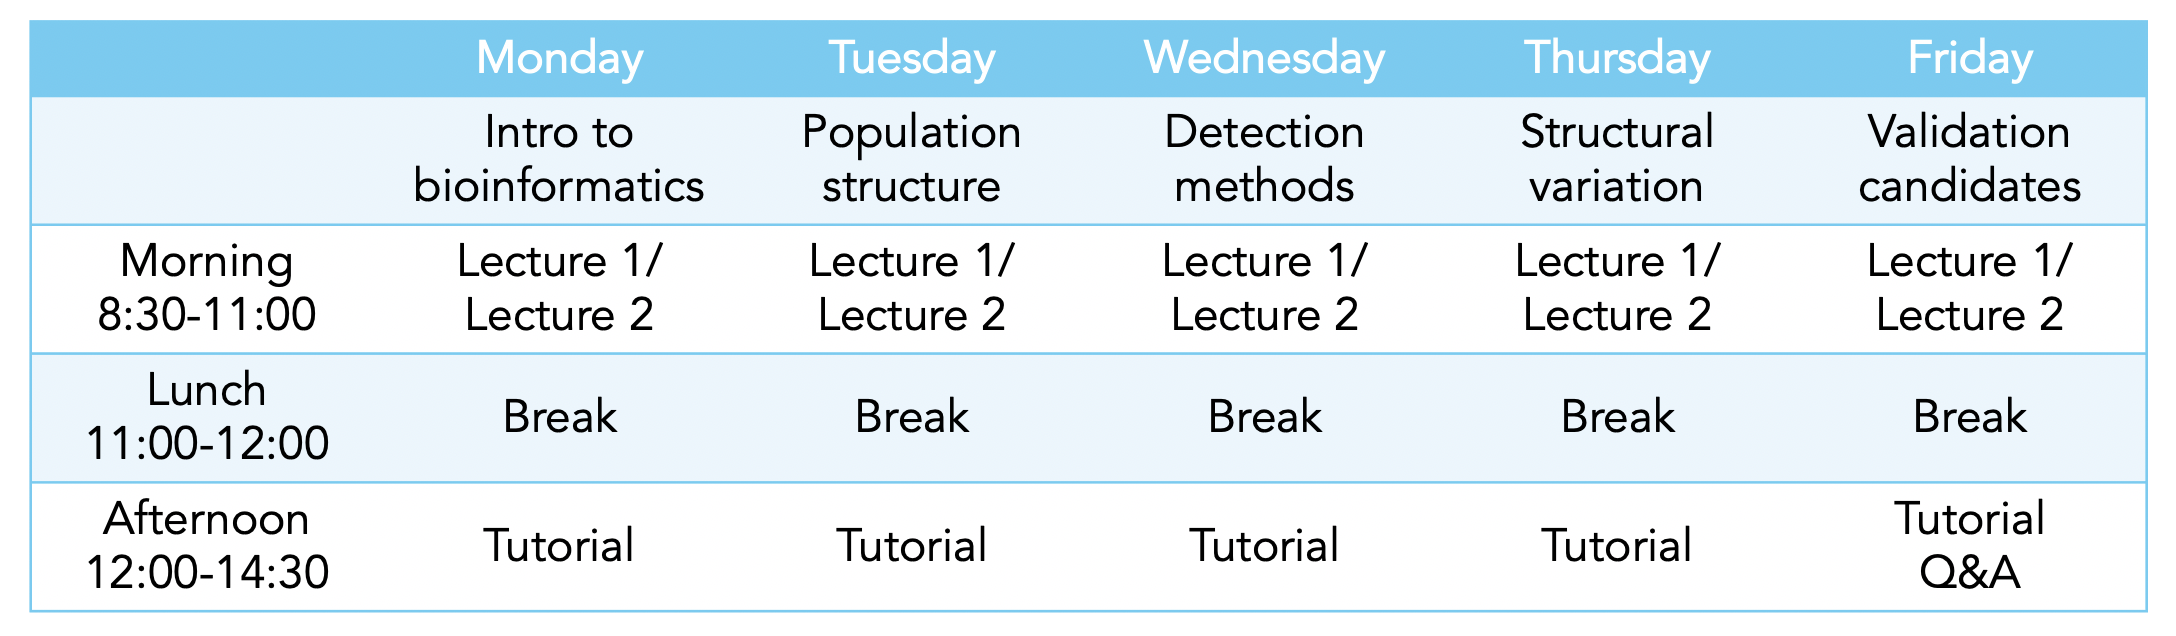 Monday Tuesday Wednesday Thursday Friday
Intro to Population Detection Structural Validation
bioinformatics structure methods variation candidates
Morning Lecture 1/ Lecture 1/ Lecture 1/ Lecture 1/ Lecture 1/
8:30-11:00 Lecture 2 Lecture 2 Lecture 2 Lecture 2 Lecture 2
Lunch
Break Break Break Break Break
11:00-12:00
Afternoon Tutorial
Tutorial Tutorial Tutorial Tutorial
12:00-14:30 Q&A